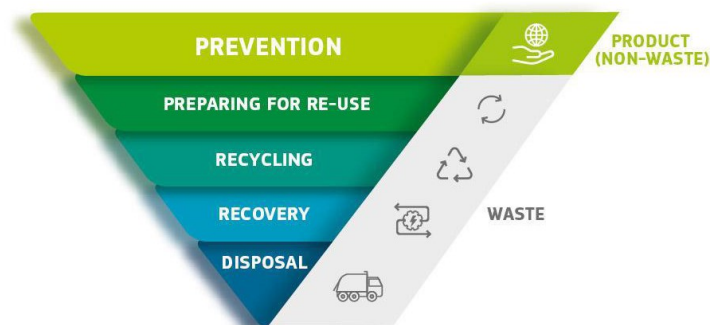 PREVENTION
PRODUCT
(NON-WASTE)
PREPARING FOR RE-USE
RECYCLING
RECOVERY
WASTE
DISPOSAL